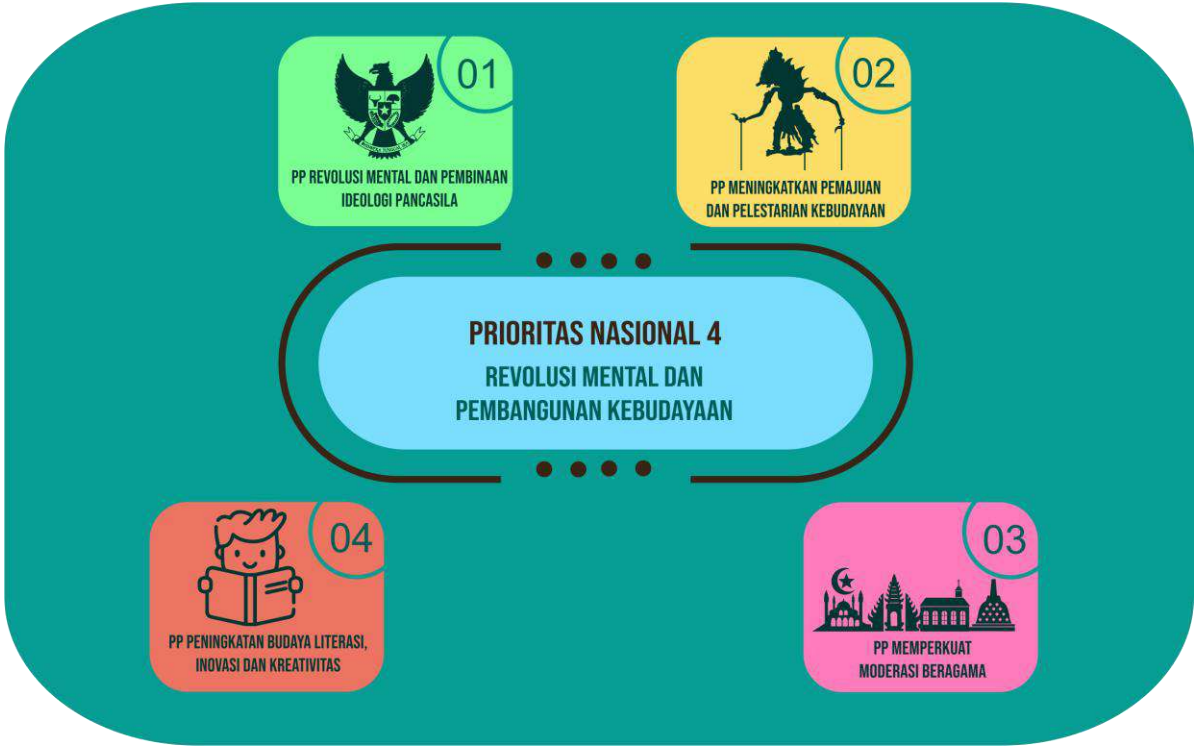 01
PP REVOLUSI MENTAL DAN PEMBINAAN
IDEOLOGI PANCASILA
02
PP MENINGKATKAN PEMAJUAN
DAN PELESTARIAN KEBUDAYAAN
PRIORITAS NASIONAL 4
REVOLUSI MENTAL DAN
PEMBANGUNAN KEBUDAYAAN
04
PP PENINGKATAN BUDAYA LITERASI,
INOVASI DAN KREATIVITAS
03
PP MEMPERKUAT
MODERASI BERAGAMA